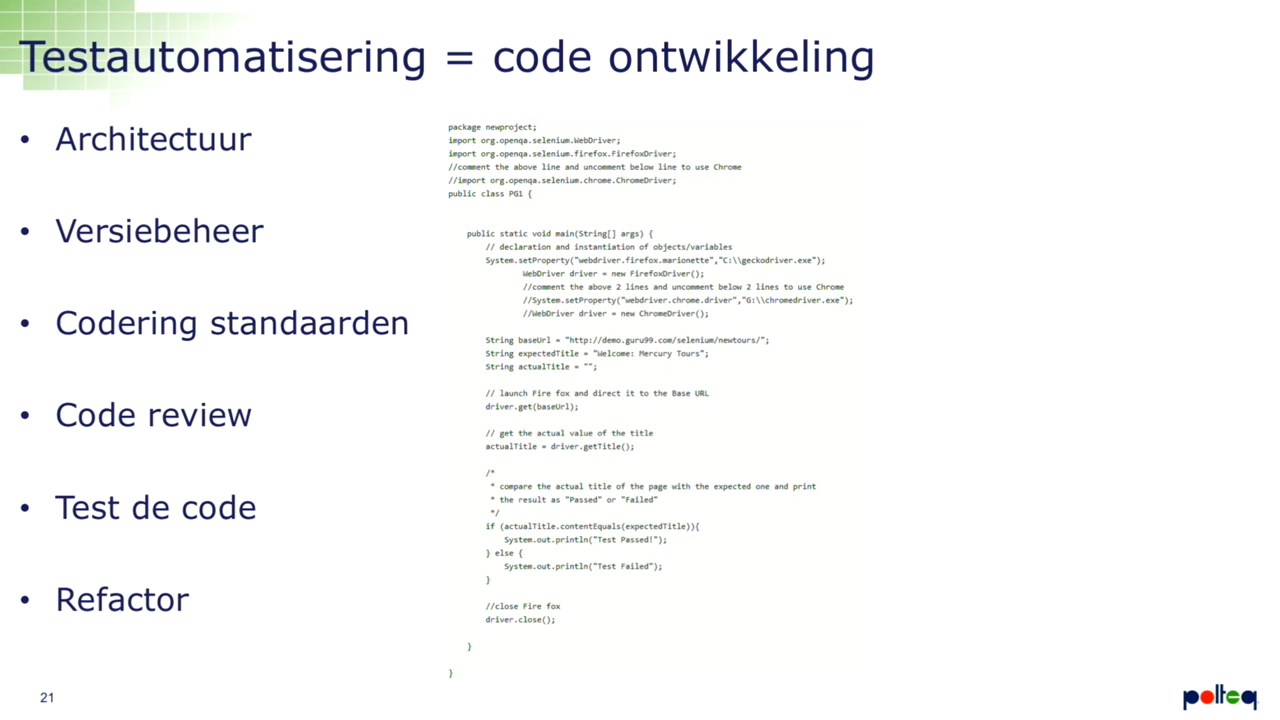 Testautomatisering = code ontwikkeling
• Architectuur
• Versiebeheer
• Codering standaarden
• Code review
• Test de code
• Refactor
package newproject;
import org.openqa.selenium.WebDriver;
import org.openqa.selenium.firefox.FirefoxDriver;
//comment the above line and uncomment below line to use Chrome
//import org.openqa.selenium.chrome.ChromeDriver;
public class PG1 {
public static void main(String[] args) {
// declaration and instantiation of objects/variables
System.setProperty("webdriver.firefox.marionette","C:\\geckodriver.exe");
WebDriver driver = new FirefoxDriver();
//comment the above 2 lines and uncomment below 2 lines to use Chrome
//System.setProperty("webdriver.chrome.driver","G:\\chromedriver.exe");
//WebDriver driver = new ChromeDriver();
String baseUrl = "http://demo.guru99.com/selenium/newtours/";
String expectedTitle = "Welcome: Mercury Tours";
String actualTitle = "";
// launch Fire fox and direct it to the Base URL
driver.get(baseUrl);
// get the actual value of the title
actualTitle = driver.getTitle();
/*
* compare the actual title of the page with the expected one and print
* the result as "Passed" or "Failed"
*/
if (actualTitle.contentEquals(expectedTitle)){
System.out.println("Test Passed!");
} else {
System.out.println("Test Failed");
}
//close Fire fox
driver.close();
}
}
21
polteq